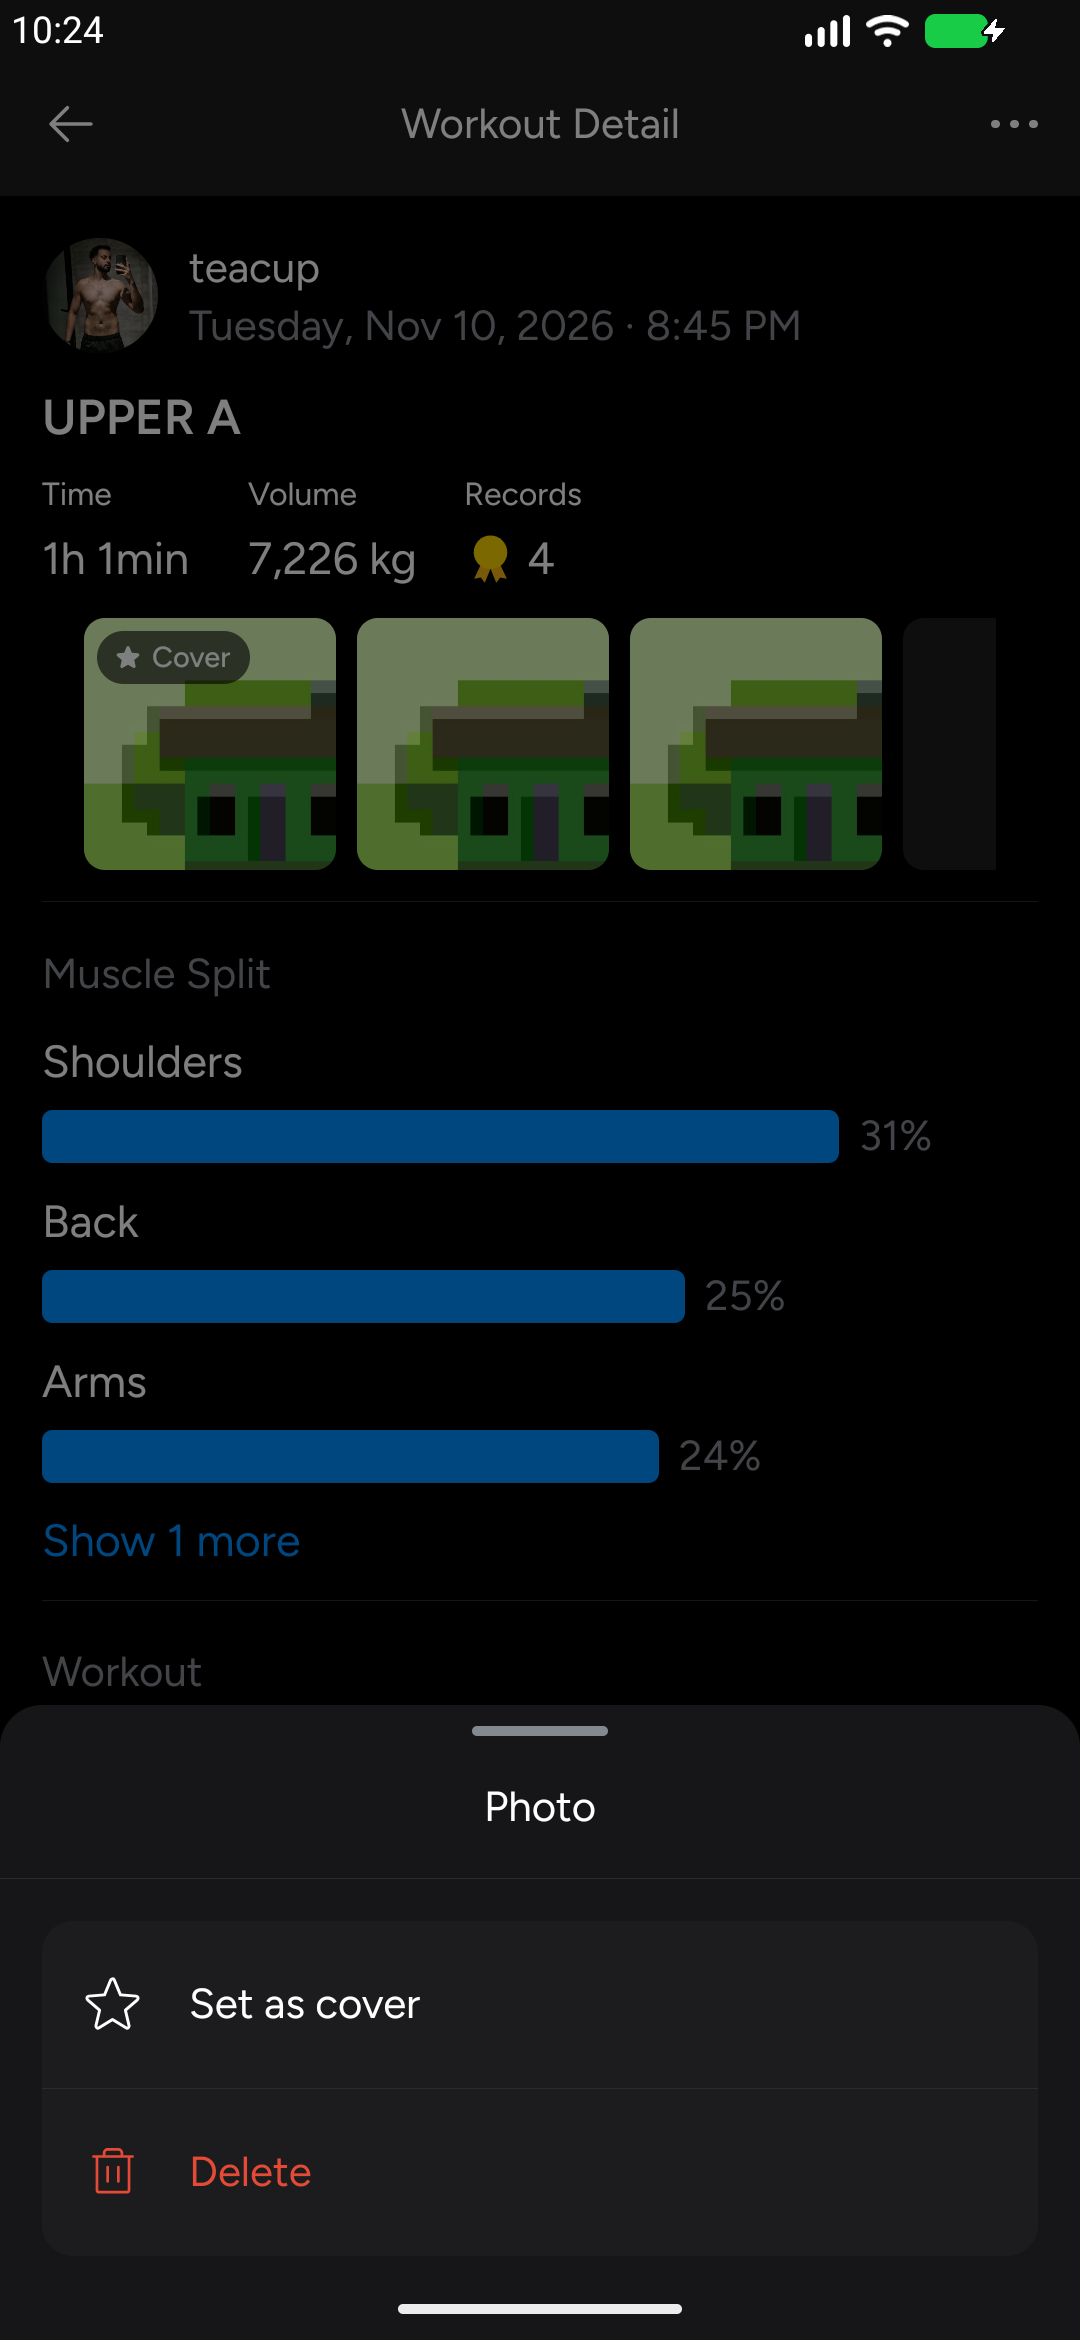 10:24
Workout Detail
teacup
Tuesday, Nov 10, 2026 · 8:45 PM
UPPER A
Time Volume Records
1h 1min 7,226 kg 4
Cover
Muscle Split
Shoulders
31%
Back
25%
Arms
24%
Show 1 more
Workout
Photo
Set as cover
Delete